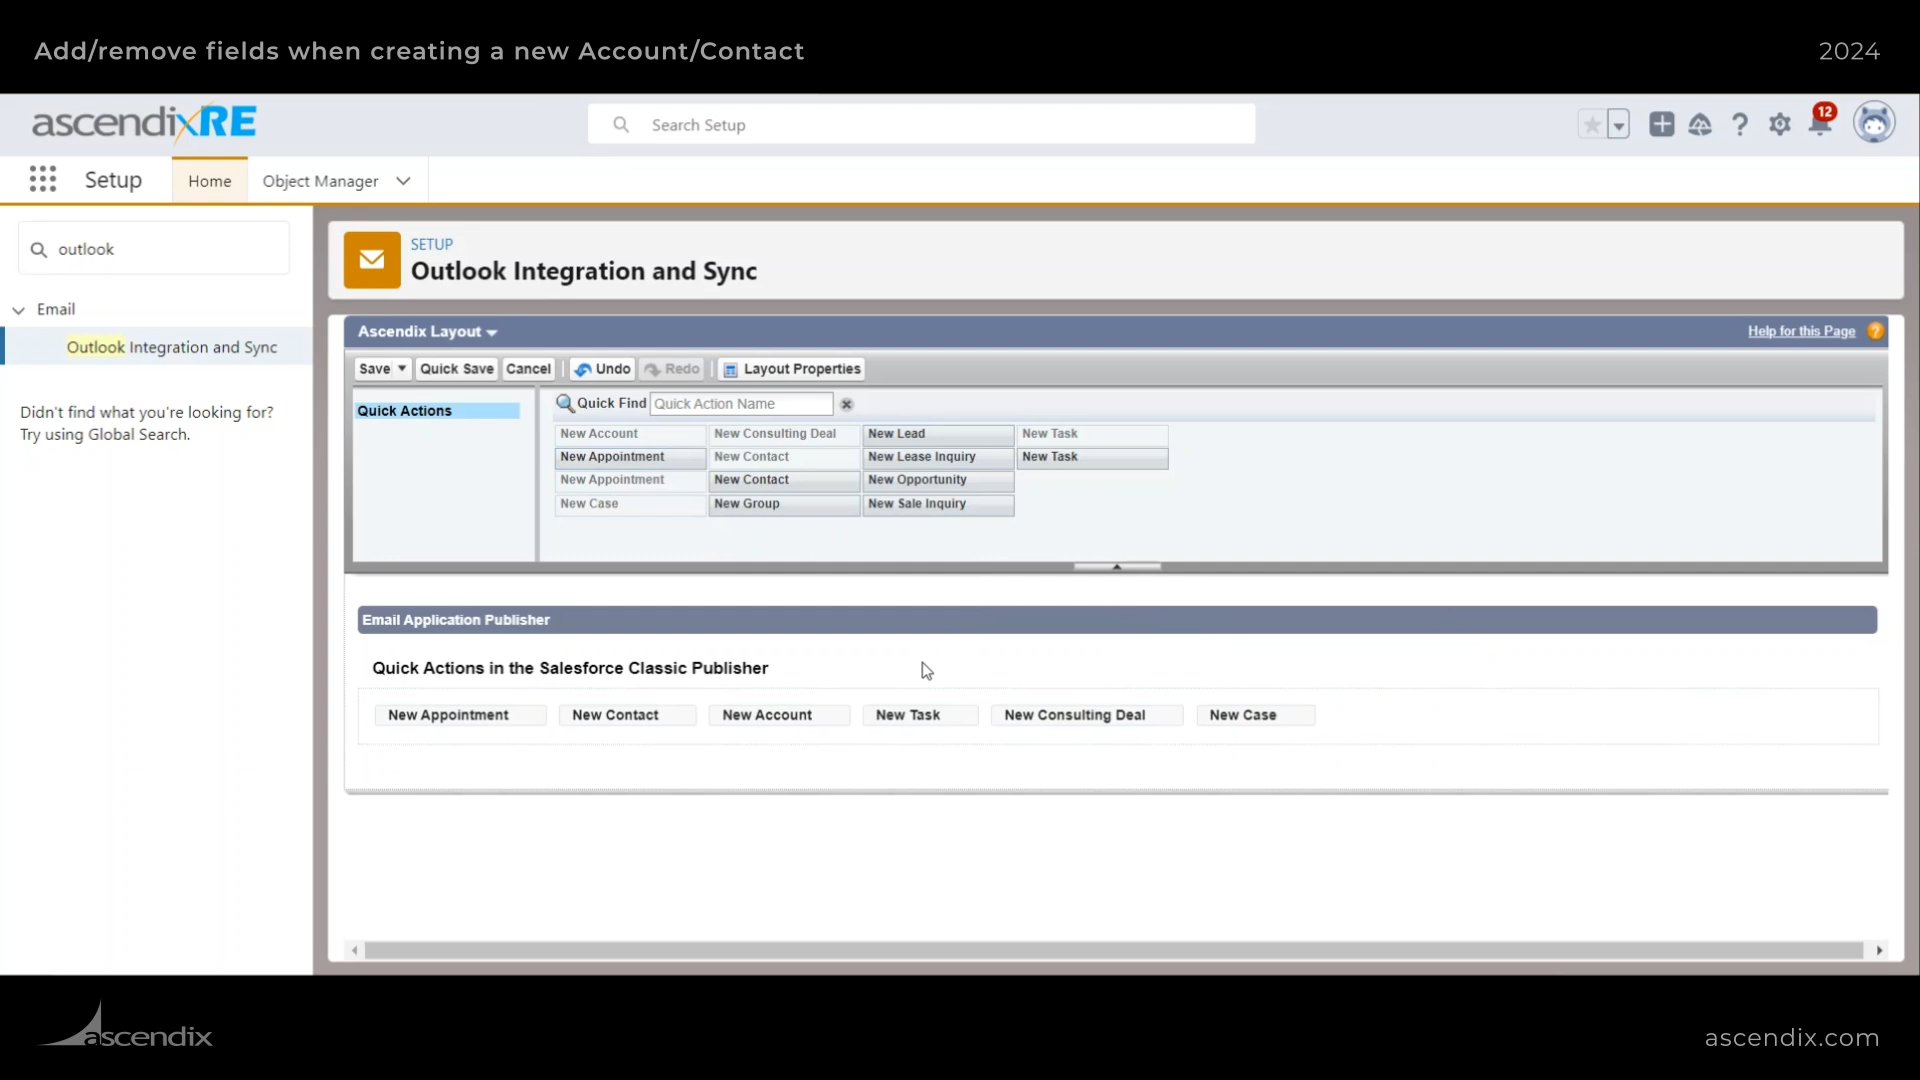 Add/remove fields when creating a new Account/Contact
2024
ascendixRE
Search Setup
12
Setup
Home
Object Manager
outlook
Email
Outlook Integration and Sync
Didn't find what you're looking for?
Try using Global Search.
SETUP
Outlook Integration and Sync
Ascendix Layout
Help for this Page
?
Save
Quick Save
Cancel
Undo
Redo
Layout Properties
Quick Actions
Quick Find
Quick Action Name
New Account
New Consulting Deal
New Lead
New Task
New Appointment
New Contact
New Lease Inquiry
New Task
New Appointment
New Contact
New Opportunity
New Case
New Group
New Sale Inquiry
Email Application Publisher
Quick Actions in the Salesforce Classic Publisher
New Appointment
New Contact
New Account
New Task
New Consulting Deal
New Case
ascendix
ascendix.com